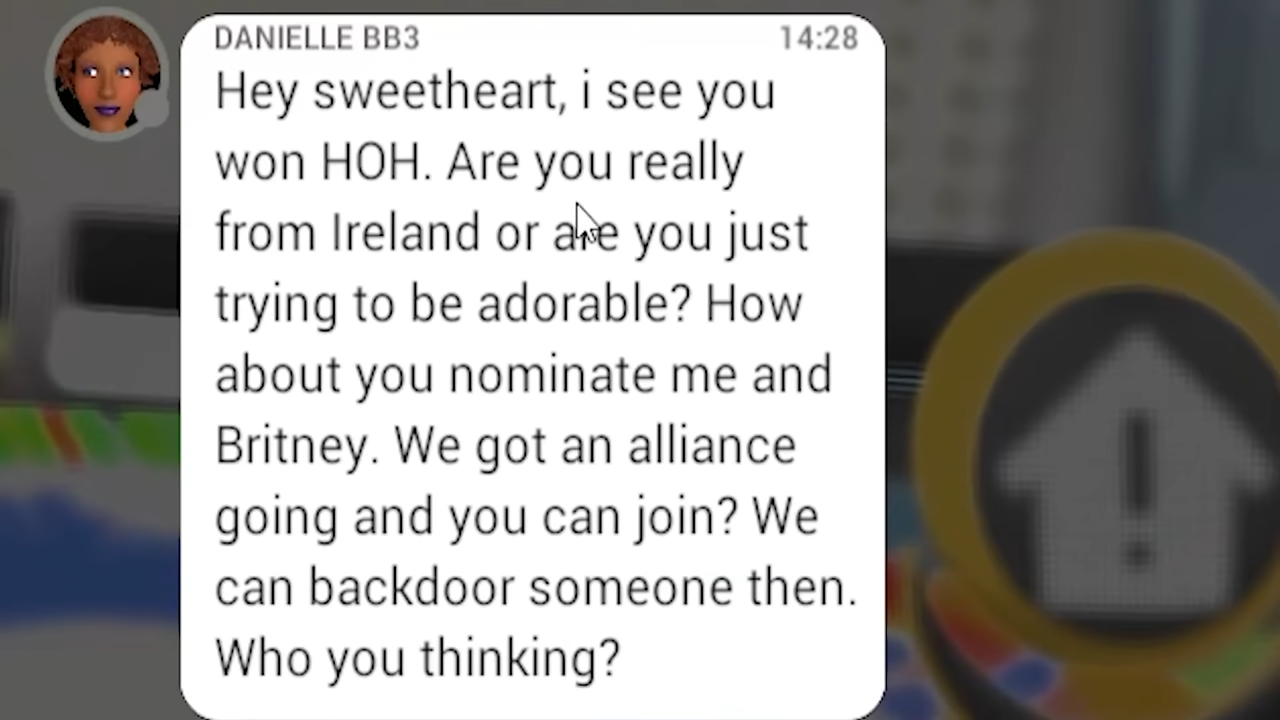 DANIELLE BB3 14:28
Hey sweetheart, i see you
won HOH. Are you really
from Ireland or are you just
trying to be adorable? How
about you nominate me and
Britney. We got an alliance
going and you can join? We
can backdoor someone then.
Who you thinking?